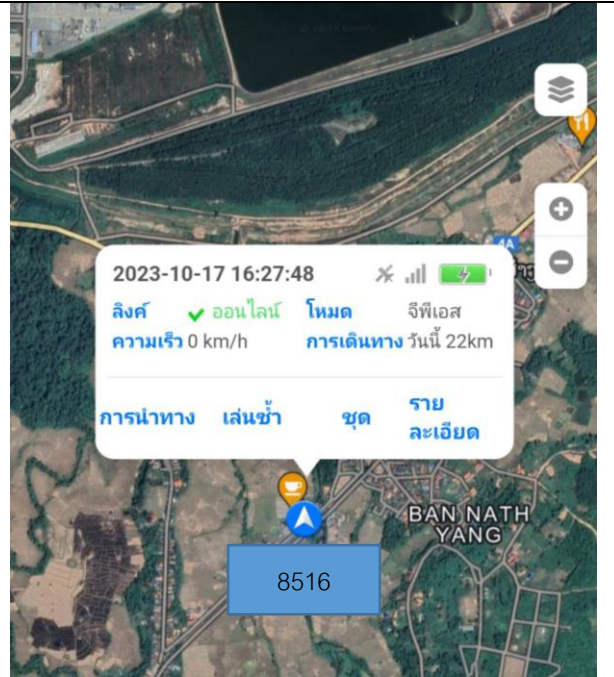 4A
2023-10-17 16:27:48
ลิงค์ ออนไลน์ โหมด จีพีเอส
ความเร็ว 0 km/h การเดินทาง วันนี้ 22km
การนำทาง เล่นซ้ำ ชุด ราย
ละเอียด
BAN NATH
YANG
8516